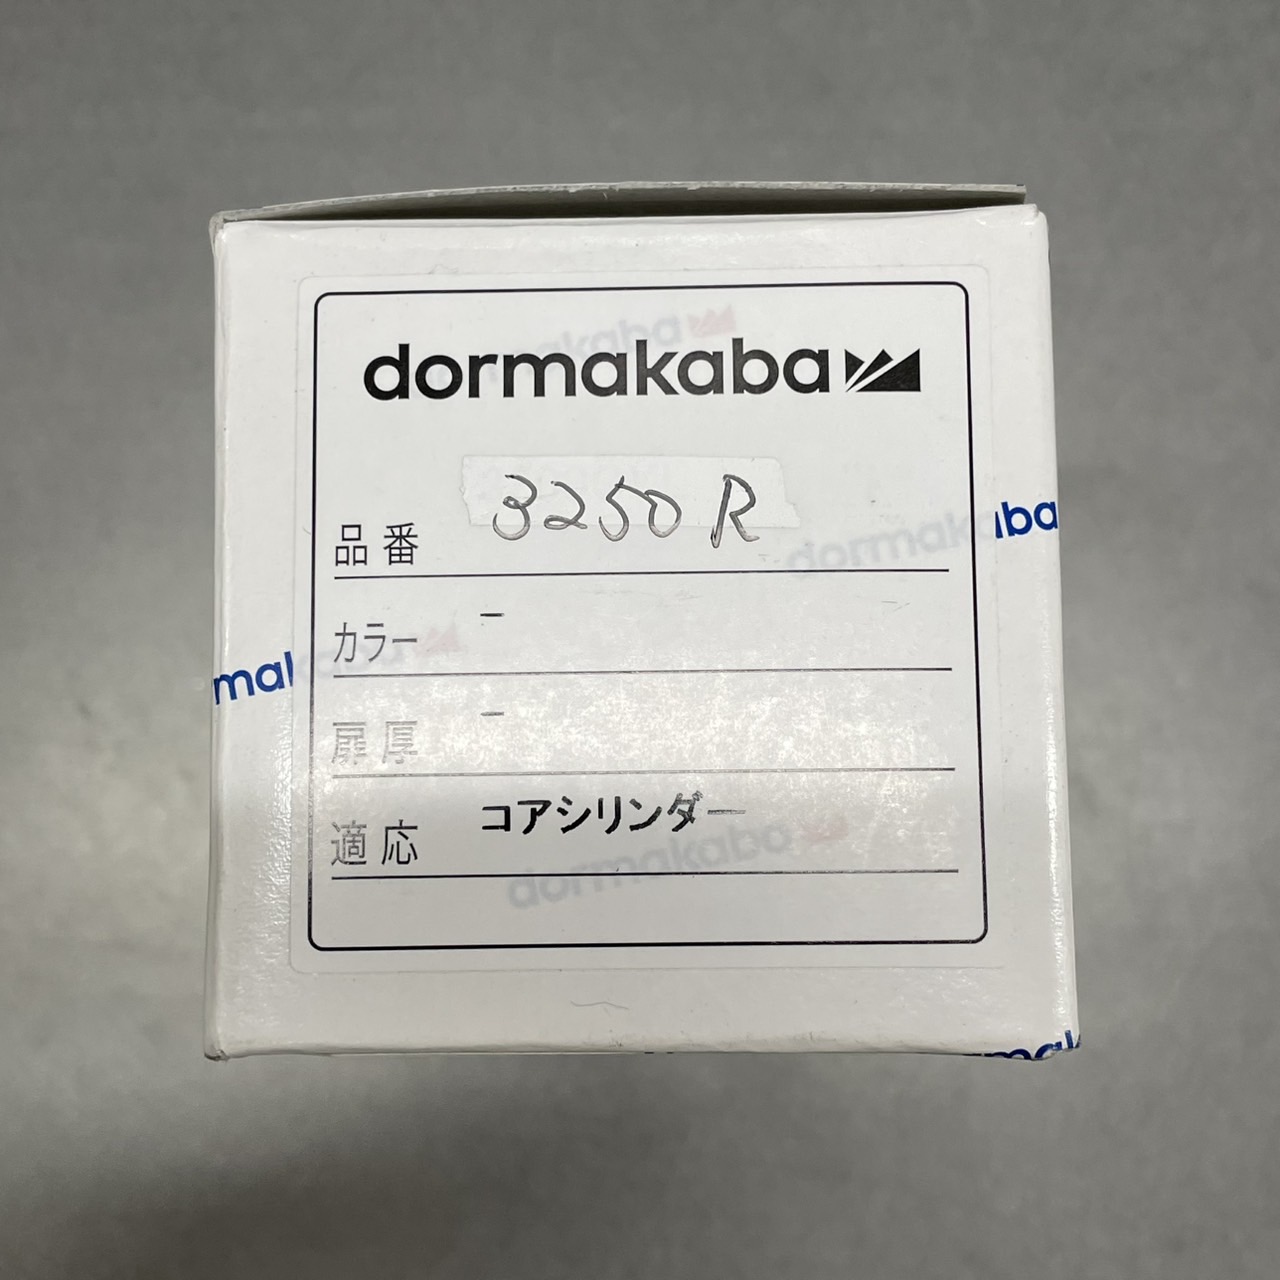 dormakaba
品番 3250R
カラー -
扉厚 -
適応 コアシリンダー